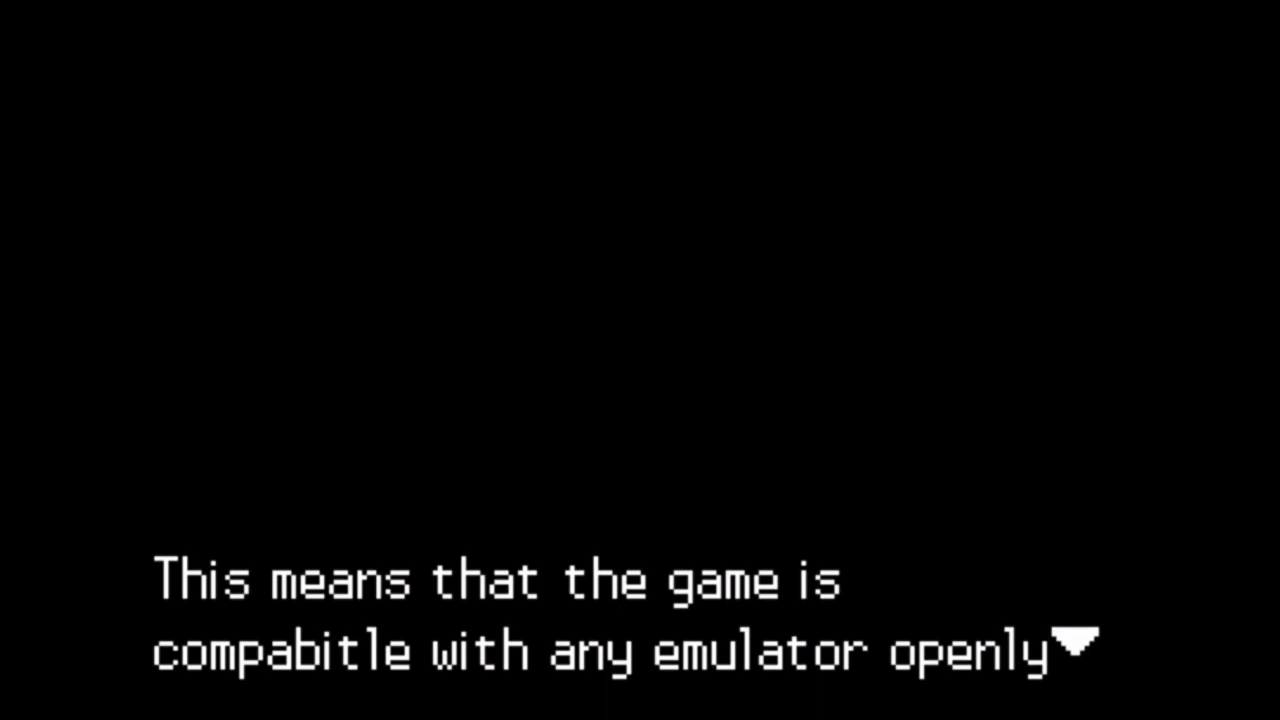 This means that the game is
compabitle with any emulator openly